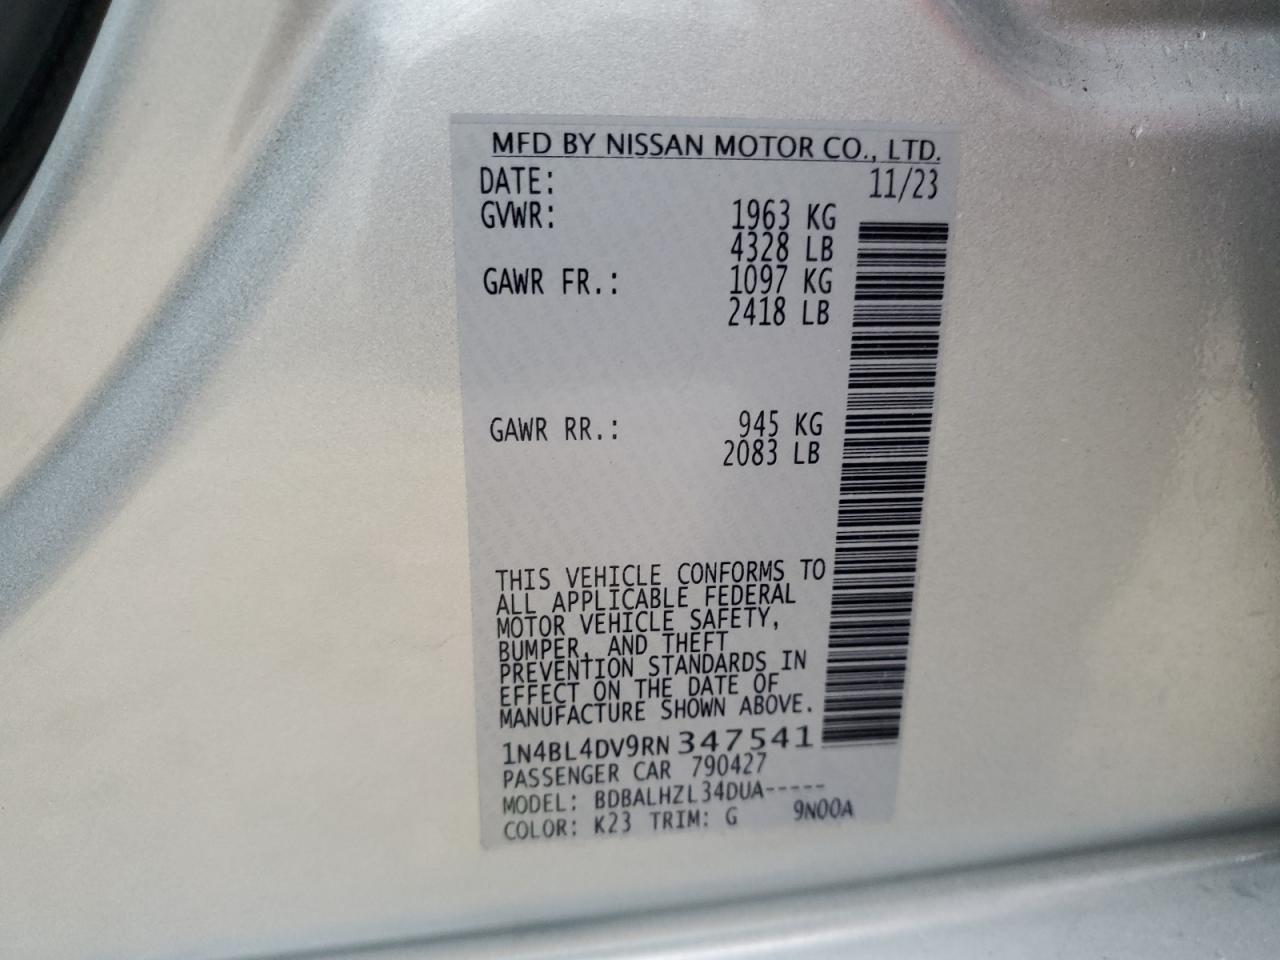 MFD BY NISSAN MOTOR CO., LTD.
DATE: 11/23
GVWR: 1963 KG
4328 LB
GAWR FR.: 1097 KG
2418 LB
GAWR RR.: 945 KG
2083 LB
THIS VEHICLE CONFORMS TO
ALL APPLICABLE FEDERAL
MOTOR VEHICLE SAFETY,
BUMPER, AND THEFT
PREVENTION STANDARDS IN
EFFECT ON THE DATE OF
MANUFACTURE SHOWN ABOVE.
1N4BL4DV9RN347541
PASSENGER CAR 790427
MODEL: BDBALHZL34DUA-----
COLOR: K23 TRIM: G 9N00A